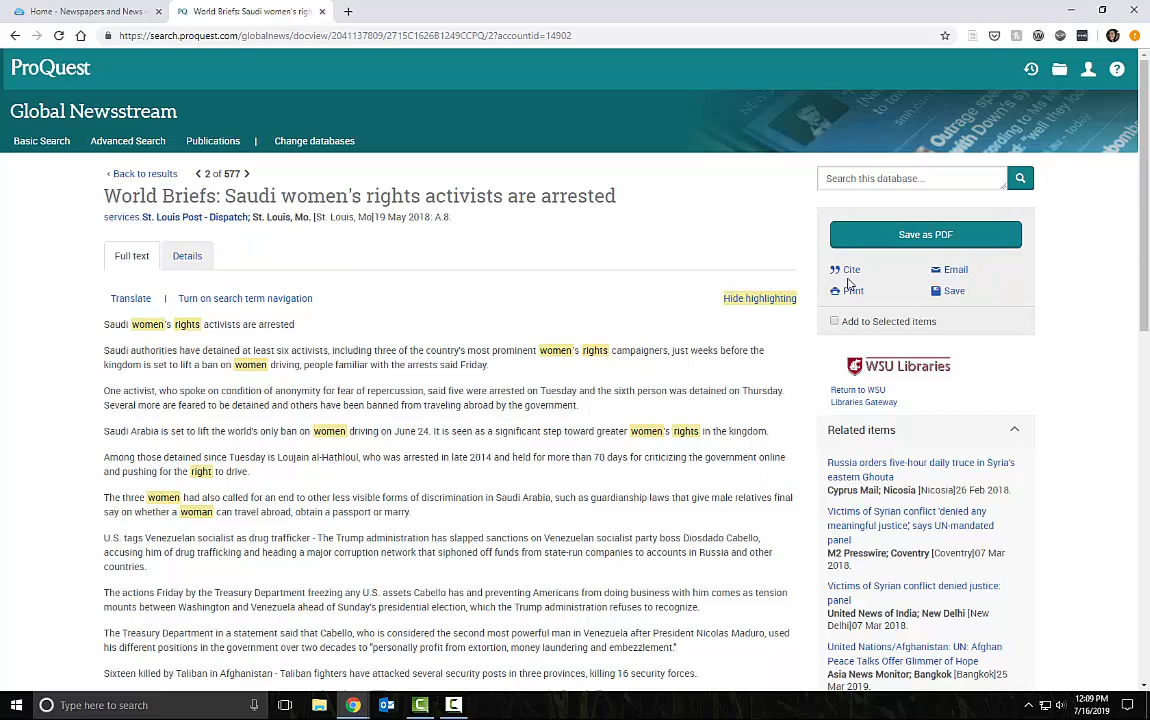 Home - Newspapers and News -
PQ World Briefs: Saudi women's righ
https://search.proquest.com/globalnews/docview/2041137809/2715C1626B1249CCPQ/2?accountid=14902
ProQuest
Global Newsstream
Basic Search Advanced Search Publications | Change databases
Back to results 2 of 577
World Briefs: Saudi women's rights activists are arrested
services. St. Louis Post - Dispatch; St. Louis, Mo. [St. Louis, Mo]19 May 2018: A.8.
Full text Details
Translate | Turn on search term navigation Hide highlighting
Saudi women's rights activists are arrested
Saudi authorities have detained at least six activists, including three of the country's most prominent women's rights campaigners, just weeks before the
kingdom is set to lift a ban on women driving, people familiar with the arrests said Friday.
One activist, who spoke on condition of anonymity for fear of repercussion, said five were arrested on Tuesday and the sixth person was detained on Thursday.
Several more are feared to be detained and others have been banned from traveling abroad by the government.
Saudi Arabia is set to lift the world's only ban on women driving on June 24. It is seen as a significant step toward greater women's rights in the kingdom.
Among those detained since Tuesday is Loujain al-Hathloul, who was arrested in late 2014 and held for more than 70 days for criticizing the government online
and pushing for the right to drive.
The three women had also called for an end to other less visible forms of discrimination in Saudi Arabia, such as guardianship laws that give male relatives final
say on whether a woman can travel abroad, obtain a passport or marry.
U.S. tags Venezuelan socialist as drug trafficker - The Trump administration has slapped sanctions on Venezuelan socialist party boss Diosdado Cabello,
accusing him of drug trafficking and heading a major corruption network that siphoned off funds from state-run companies to accounts in Russia and other
countries.
The actions Friday by the Treasury Department freezing any U.S. assets Cabello has and preventing Americans from doing business with him comes as tension
mounts between Washington and Venezuela ahead of Sunday's presidential election, which the Trump administration refuses to recognize.
The Treasury Department in a statement said that Cabello, who is considered the second most powerful man in Venezuela after President Nicolas Maduro, used
his different positions in the government over two decades to "personally profit from extortion, money laundering and embezzlement."
Sixteen killed by Taliban in Afghanistan - Taliban fighters have attacked several security posts in three provinces, killing 16 security forces.
Search this database...
Save as PDF
Cite Email
Print Save
Add to Selected items
WSU Libraries
Return to WSU
Libraries Gateway
Related items
Russia orders five-hour daily truce in Syria's
eastern Ghouta
Cyprus Mail; Nicosia [Nicosia]26 Feb 2018.
Victims of Syrian conflict 'denied any
meaningful justice,' says UN-mandated
panel
M2 Presswire; Coventry [Coventry]07 Mar
2018.
Victims of Syrian conflict denied justice:
panel
United News of India; New Delhi [New
Delhi]07 Mar 2018.
United Nations/Afghanistan: UN: Afghan
Peace Talks Offer Glimmer of Hope
Asia News Monitor; Bangkok [Bangkok]25
Mar 2019.
Type here to search
12:09 PM
7/16/2019